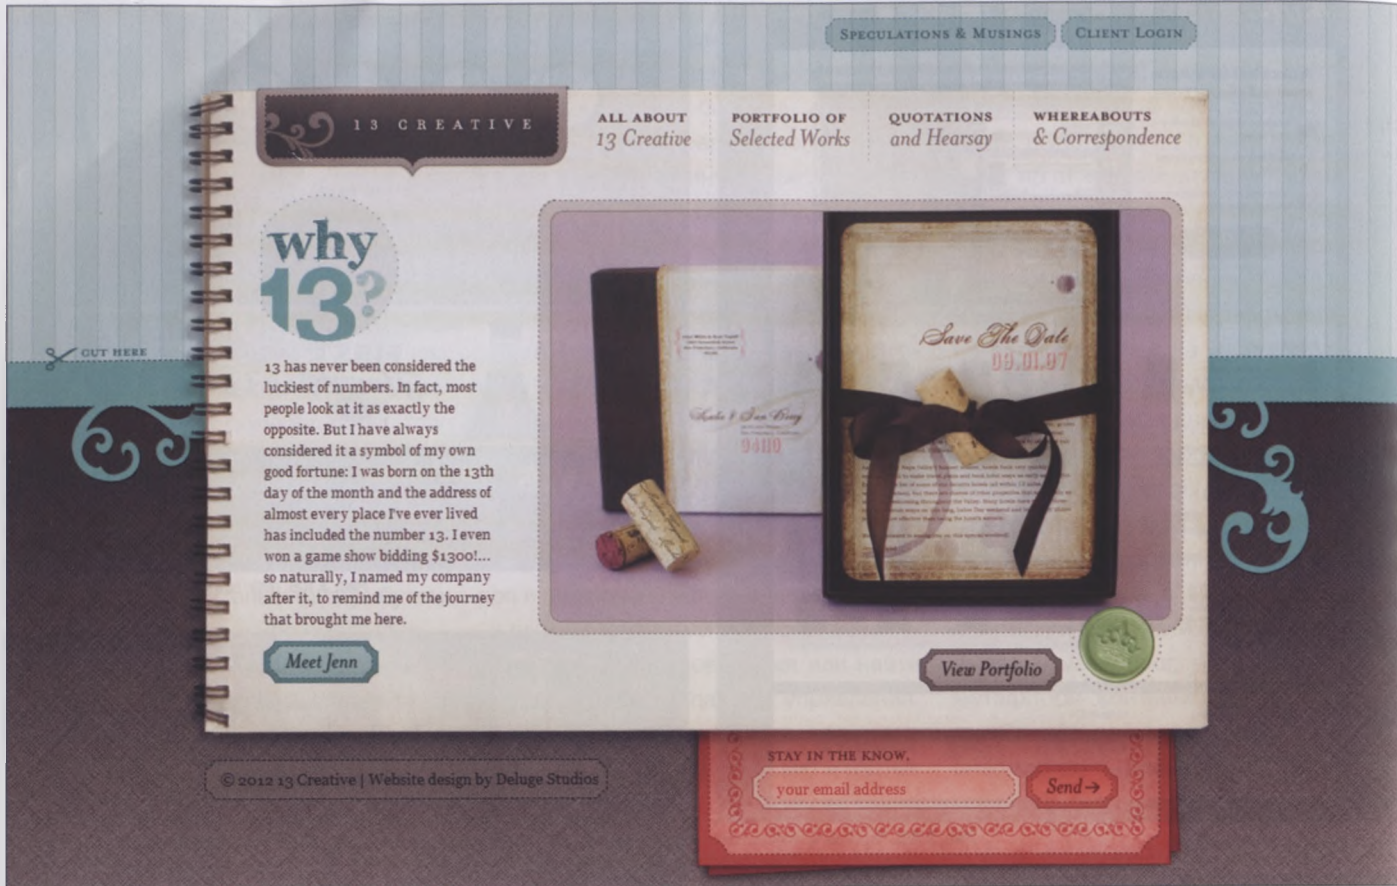 SPECULATIONS & MUSINGS
CLIENT LOGIN
13 CREATIVE
ALL ABOUT
13 Creative
PORTFOLIO OF
Selected Works
QUOTATIONS
and Hearsay
WHEREABOUTS
& Correspondence
why
13?
CUT HERE
13 has never been considered the
luckiest of numbers. In fact, most
people look at it as exactly the
opposite. But I have always
considered it a symbol of my own
good fortune: I was born on the 13th
day of the month and the address of
almost every place I've ever lived
has included the number 13. I even
won a game show bidding $1300!...
so naturally, I named my company
after it, to remind me of the journey
that brought me here.
Meet Jenn
94110
Save The Date
09.01.07
View Portfolio
STAY IN THE KNOW,
your email address
Send→
© 2012 13 Creative | Website design by Deluge Studios